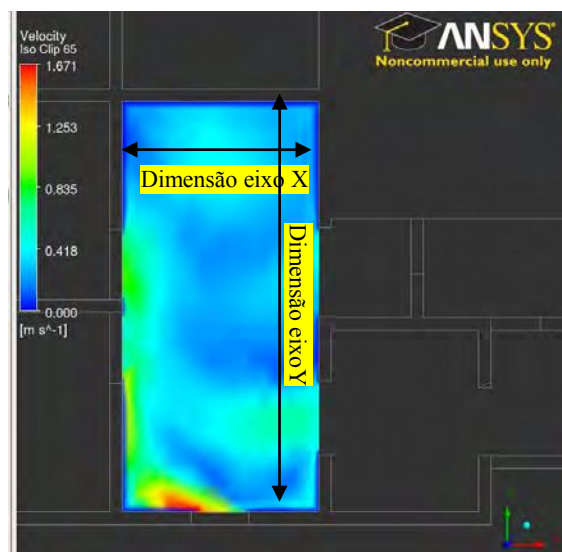 Velocity
Iso Clip 65
1.671
1.253
0.835
0.418
0.000
[m s^-1]
ANSYS
Noncommercial use only
Dimensão eixo X
Dimensão eixoY